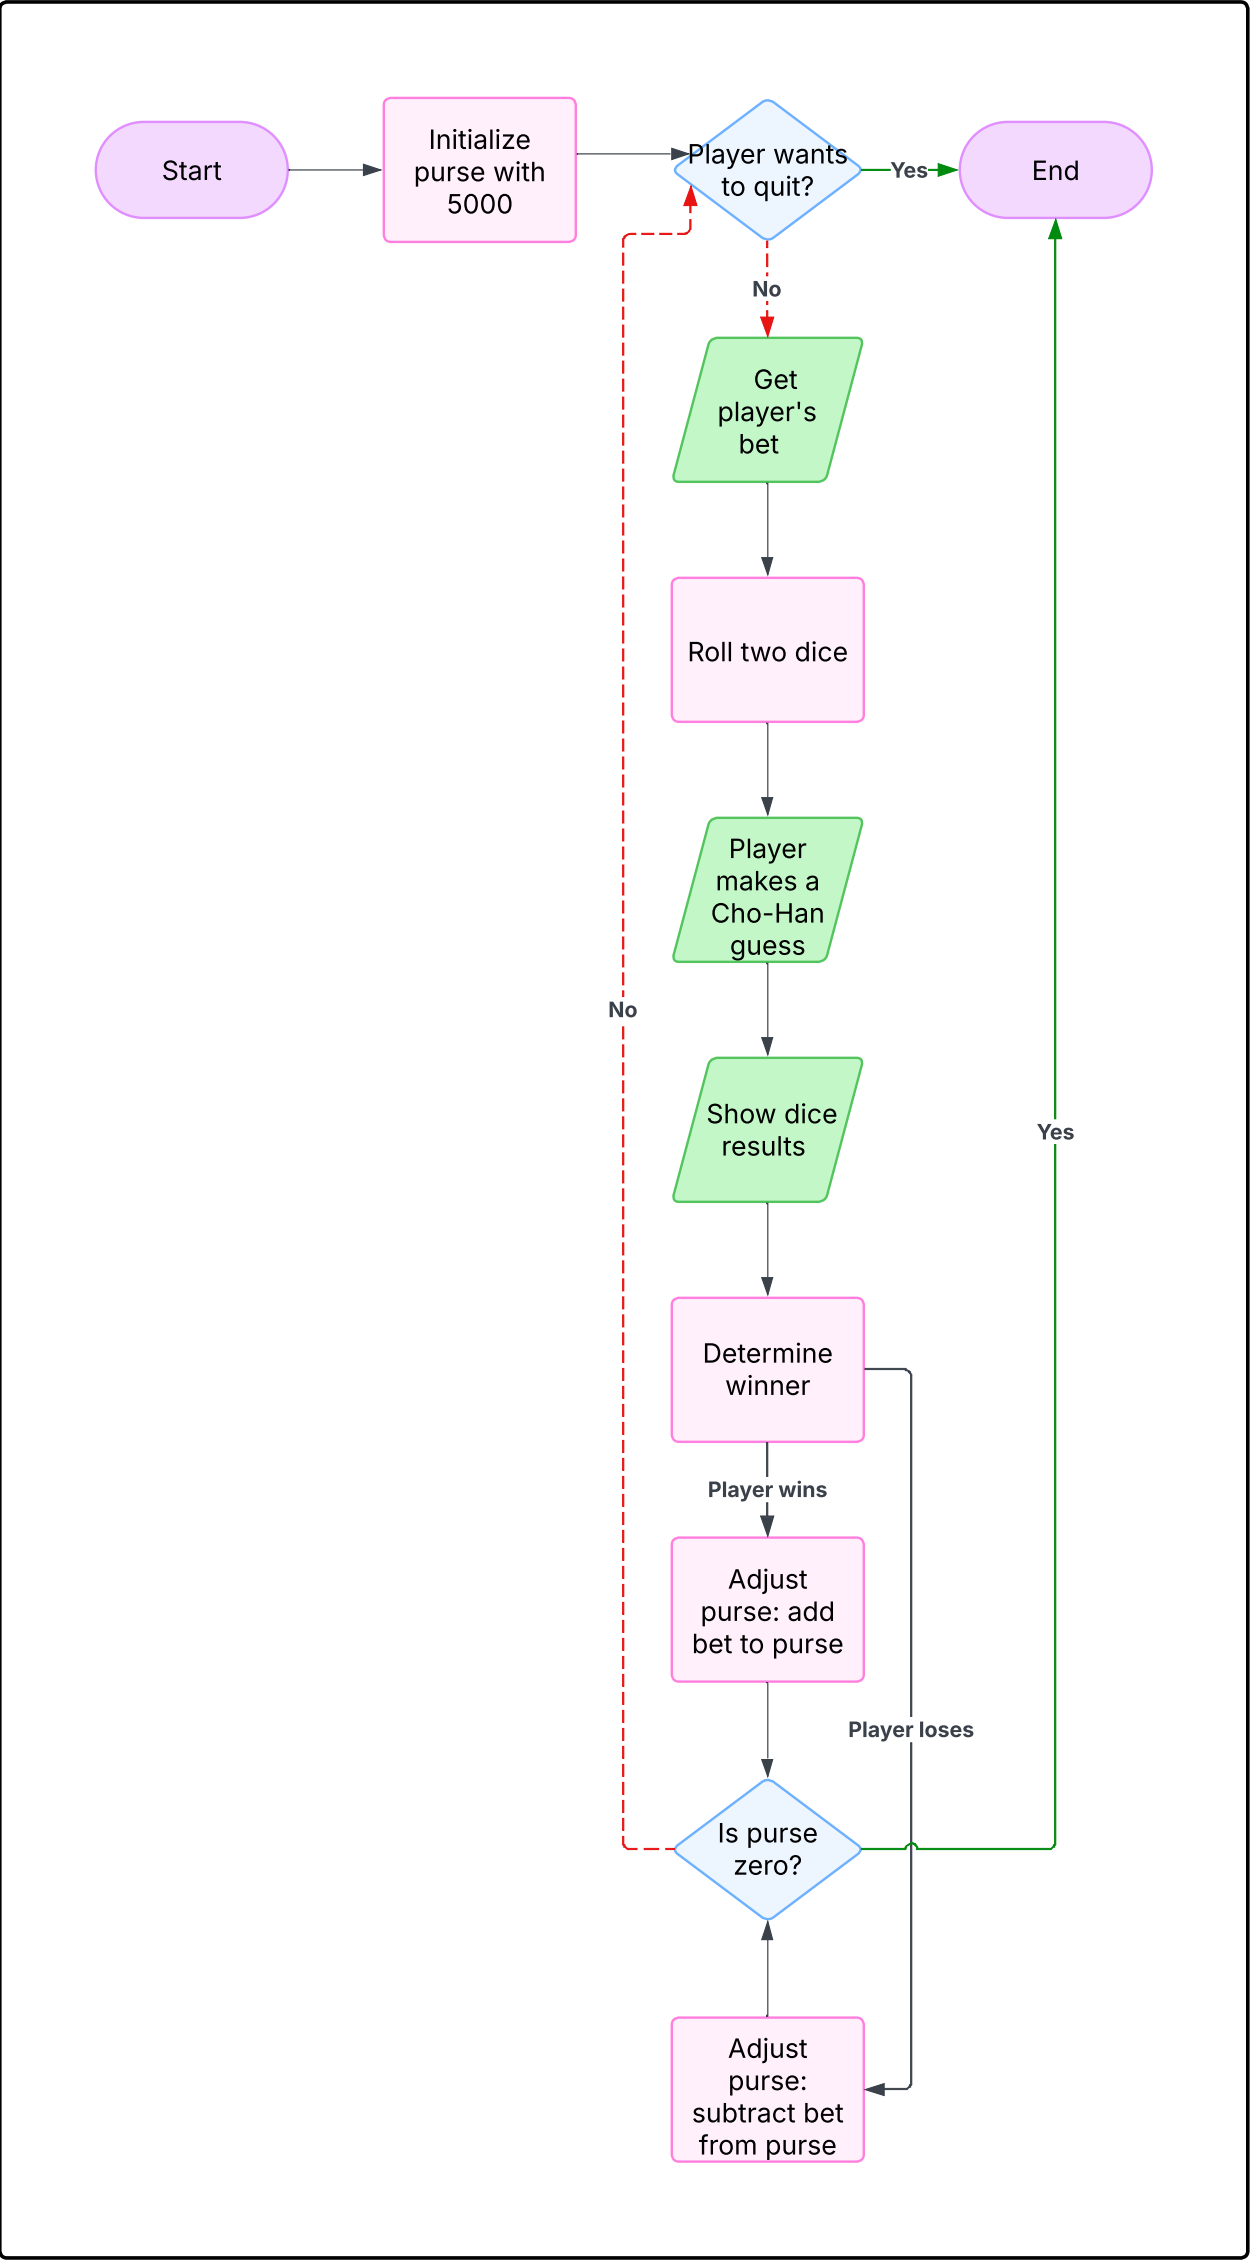 Start
Initialize
purse with
5000
Player wants
to quit?
Yes
End
No
Get
player's
bet
Roll two dice
Player
makes a
Cho-Han
guess
No
Show dice
results
Yes
Determine
winner
Player wins
Adjust
purse: add
bet to purse
Player loses
Is purse
zero?
Adjust
purse:
subtract bet
from purse